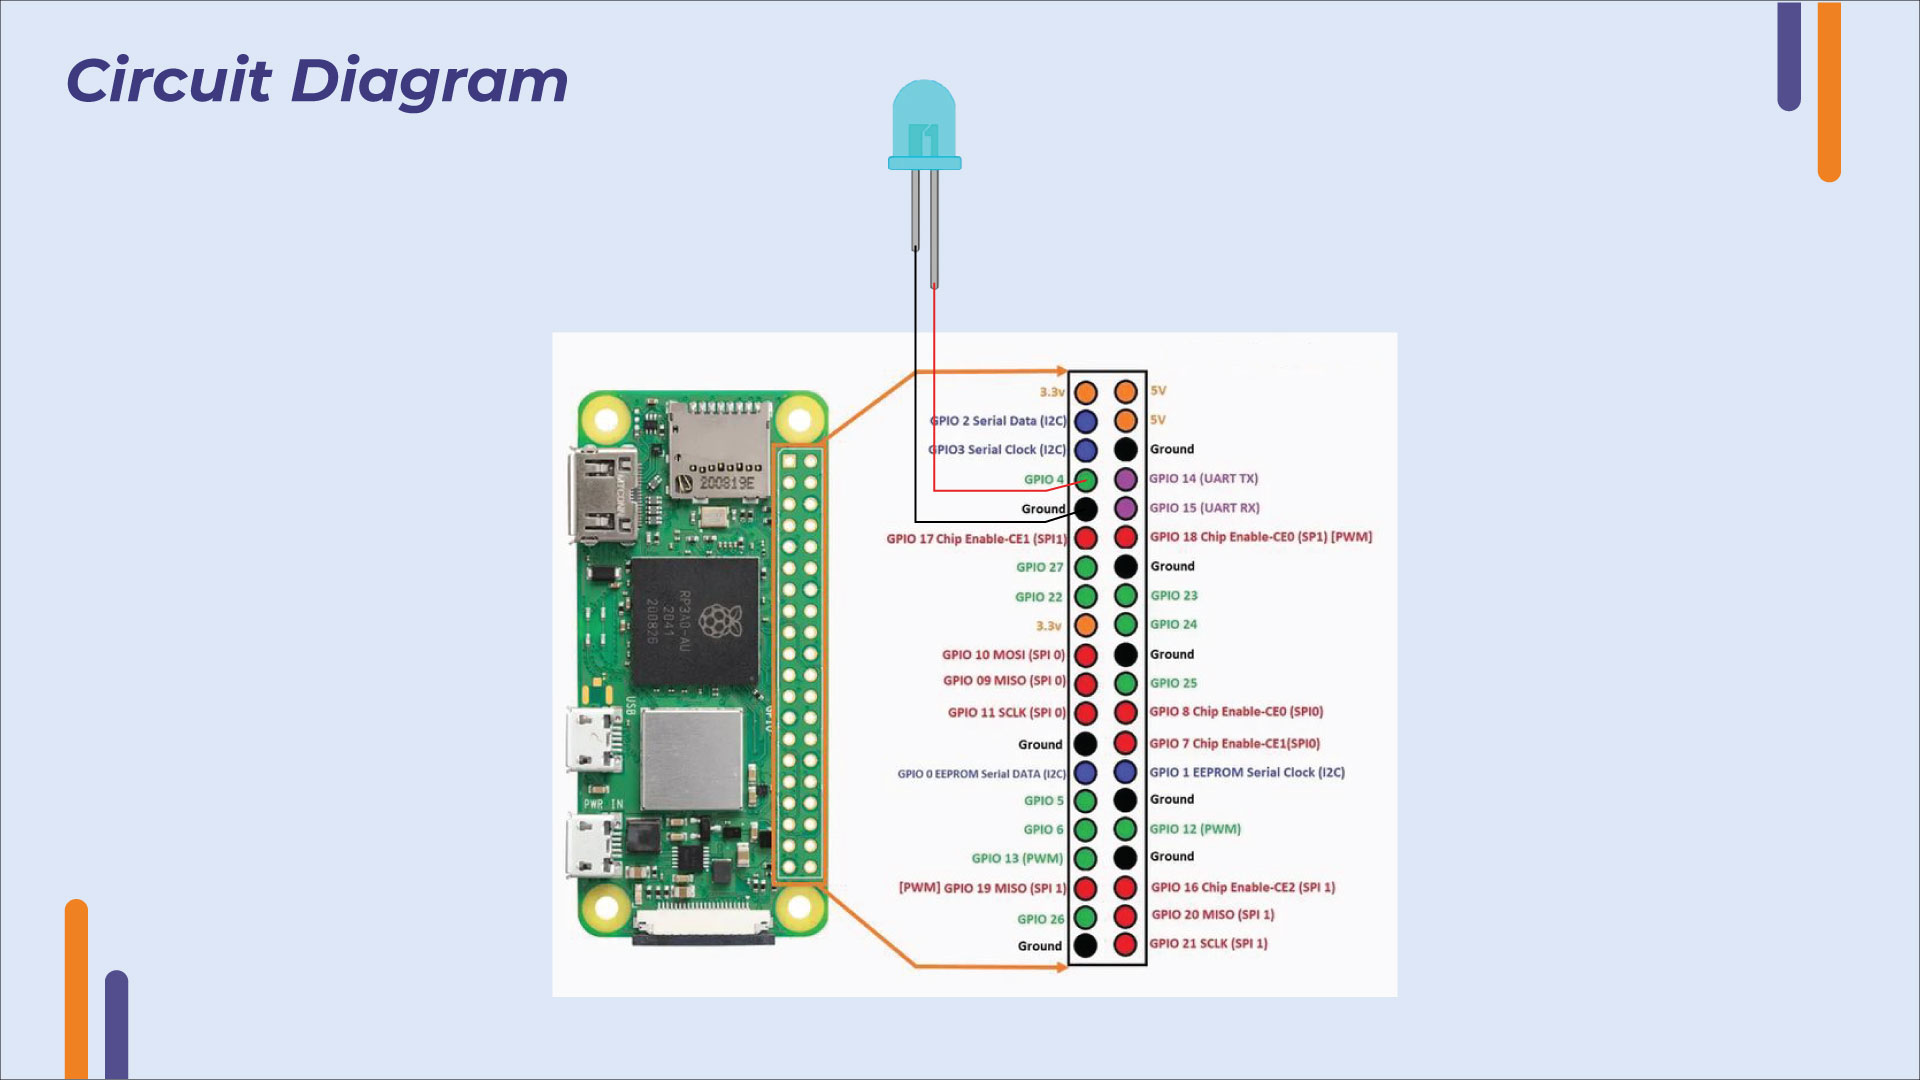 Circuit Diagram
3.3v 5V
GPIO 2 Serial Data (I2C) 5V
GPIO3 Serial Clock (I2C) Ground
GPIO 4 GPIO 14 (UART TX)
Ground GPIO 15 (UART RX)
GPIO 17 Chip Enable-CE1 (SPI1) GPIO 18 Chip Enable-CE0 (SP1) [PWM]
GPIO 27 Ground
GPIO 22 GPIO 23
3.3v GPIO 24
GPIO 10 MOSI (SPI 0) Ground
GPIO 09 MISO (SPI 0) GPIO 25
GPIO 11 SCLK (SPI 0) GPIO 8 Chip Enable-CE0 (SPI0)
Ground GPIO 7 Chip Enable-CE1(SPI0)
GPIO 0 EEPROM Serial DATA (I2C) GPIO 1 EEPROM Serial Clock (I2C)
GPIO 5 Ground
GPIO 6 GPIO 12 (PWM)
GPIO 13 (PWM) Ground
[PWM] GPIO 19 MISO (SPI 1) GPIO 16 Chip Enable-CE2 (SPI 1)
GPIO 26 GPIO 20 MISO (SPI 1)
Ground GPIO 21 SCLK (SPI 1)
200819E
RP3A0-AU
2041
200826
USB
PWR IN